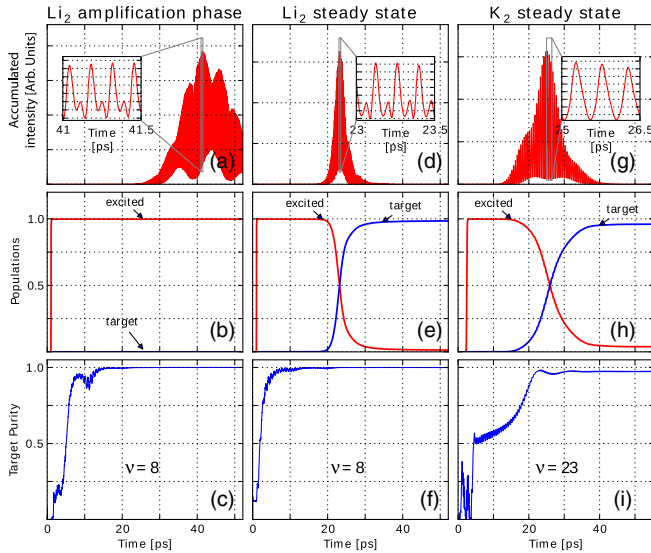 Li2 amplification phase
Li2 steady state
K2 steady state
Accumulated
intensity [Arb. Units]
41 41.5
Time
[ps]
(a)
23 23.5
Time
[ps]
(d)
25 26.5
Time
[ps]
(g)
Populations
1.0
0.5
excited
target
(b)
excited
target
(e)
excited
target
(h)
Target Purity
1.0
0.5
ν=8
(c)
ν=8
(f)
ν=23
(i)
0 20 40
0 20 40
0 20 40
Time [ps]
Time [ps]
Time [ps]